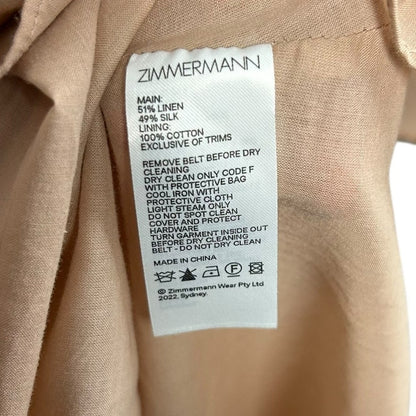 ZIMMERMANN
MAIN:
51% LINEN
49% SILK
LINING:
100% COTTON
EXCLUSIVE OF TRIMS
REMOVE BELT BEFORE DRY
CLEANING
DRY CLEAN ONLY CODE F
WITH PROTECTIVE BAG
COOL IRON WITH
PROTECTIVE CLOTH
LIGHT STEAM ONLY
DO NOT SPOT CLEAN
COVER AND PROTECT
HARDWARE
TURN GARMENT INSIDE OUT
BEFORE DRY CLEANING
BELT - DO NOT DRY CLEAN
MADE IN CHINA
F
© Zimmermann Wear Pty Ltd
2022, Sydney.